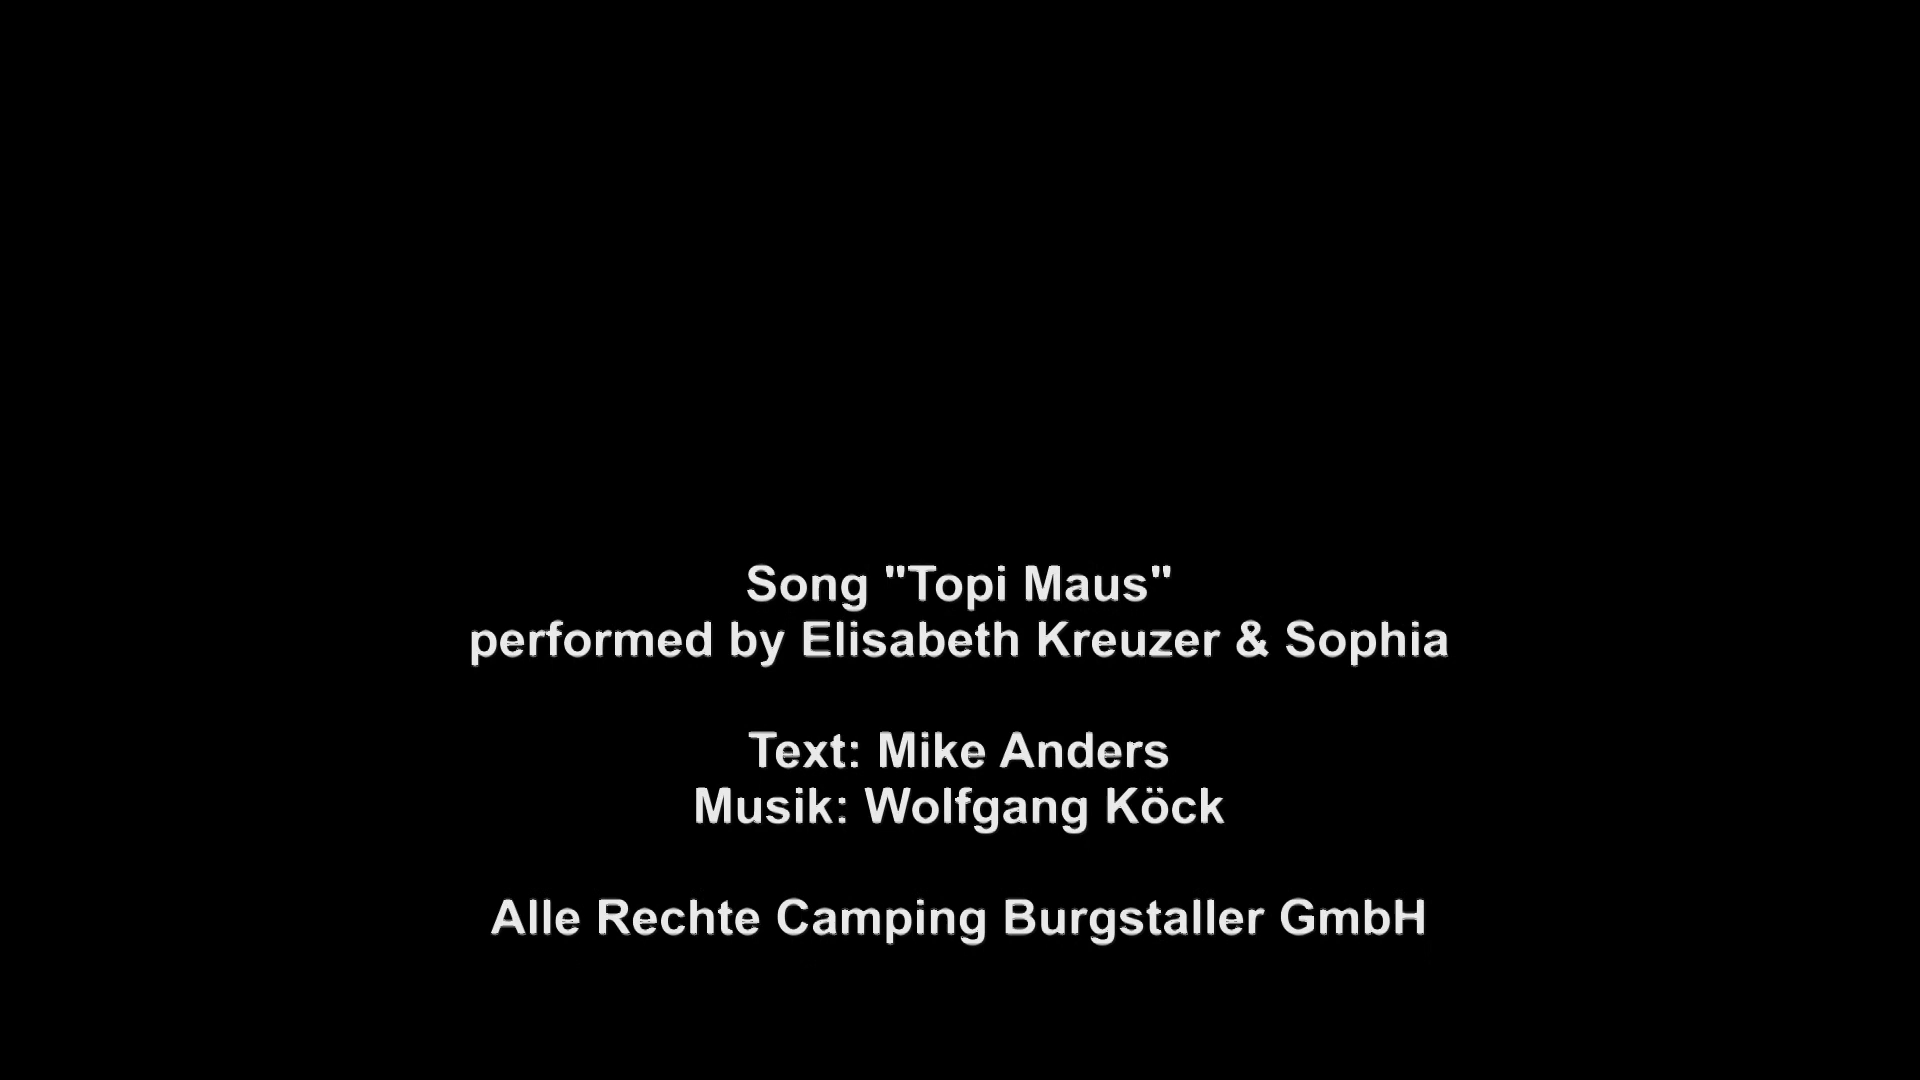 Song "Topi Maus"
performed by Elisabeth Kreuzer & Sophia
Text: Mike Anders
Musik: Wolfgang Köck
Alle Rechte Camping Burgstaller GmbH